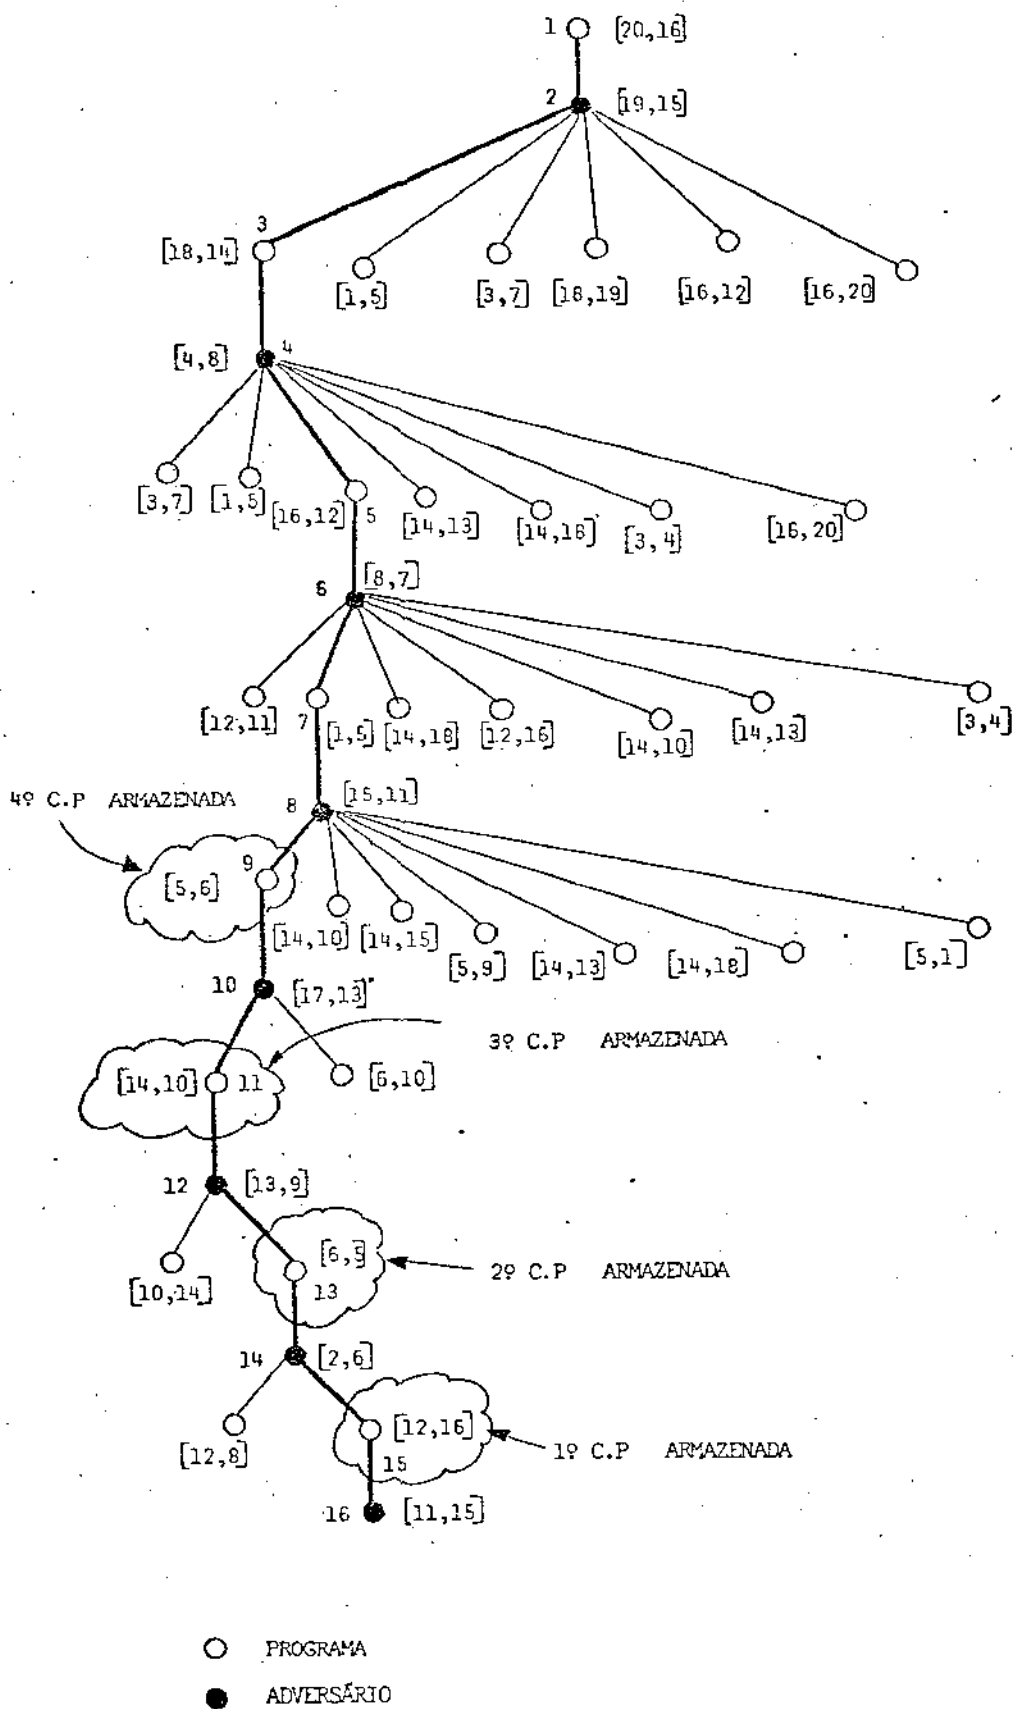 1 [20,16]
2 [19,15]
3
[18,14]
[1,5] [3,7] [18,19] [16,12] [16,20]
[4,8] 4
[3,7] [1,5] [16,12] 5 [14,13] [14,18] [3,4] [16,20]
6 [8,7]
[12,11] 7 [1,5] [14,18] [12,16] [14,10] [14,13] [3,4]
4º C.P ARMAZENADA
8 [15,11]
9
[5,6]
[14,10] [14,15] [5,9] [14,13] [14,18] [5,1]
10 [17,13]
3º C.P ARMAZENADA
[14,10] 11 [6,10]
12 [13,9]
[6,5]
2º C.P ARMAZENADA
[10,14] 13
14 [2,6]
[12,16]
[12,8] 15
1º C.P ARMAZENADA
16 [11,15]
PROGRAMA
ADVERSÁRIO